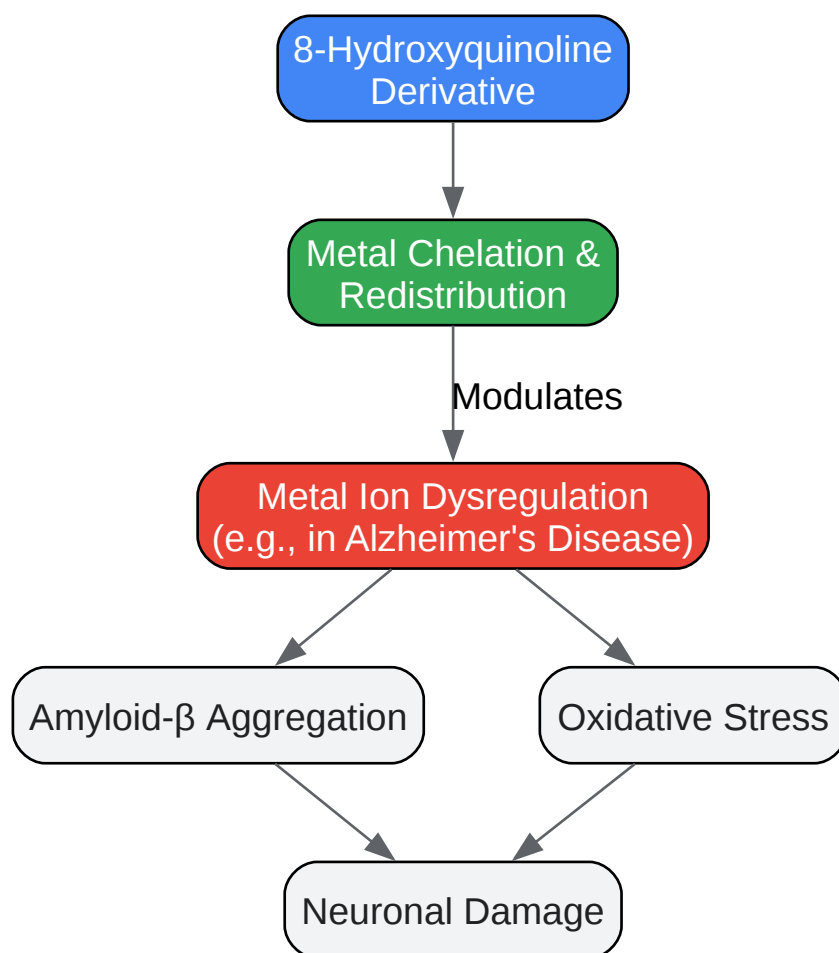 8-Hydroxyquinoline
Derivative
Metal Chelation &
Redistribution
Modulates
Metal Ion Dysregulation
(e.g., in Alzheimer's Disease)
Amyloid-β Aggregation
Oxidative Stress
Neuronal Damage